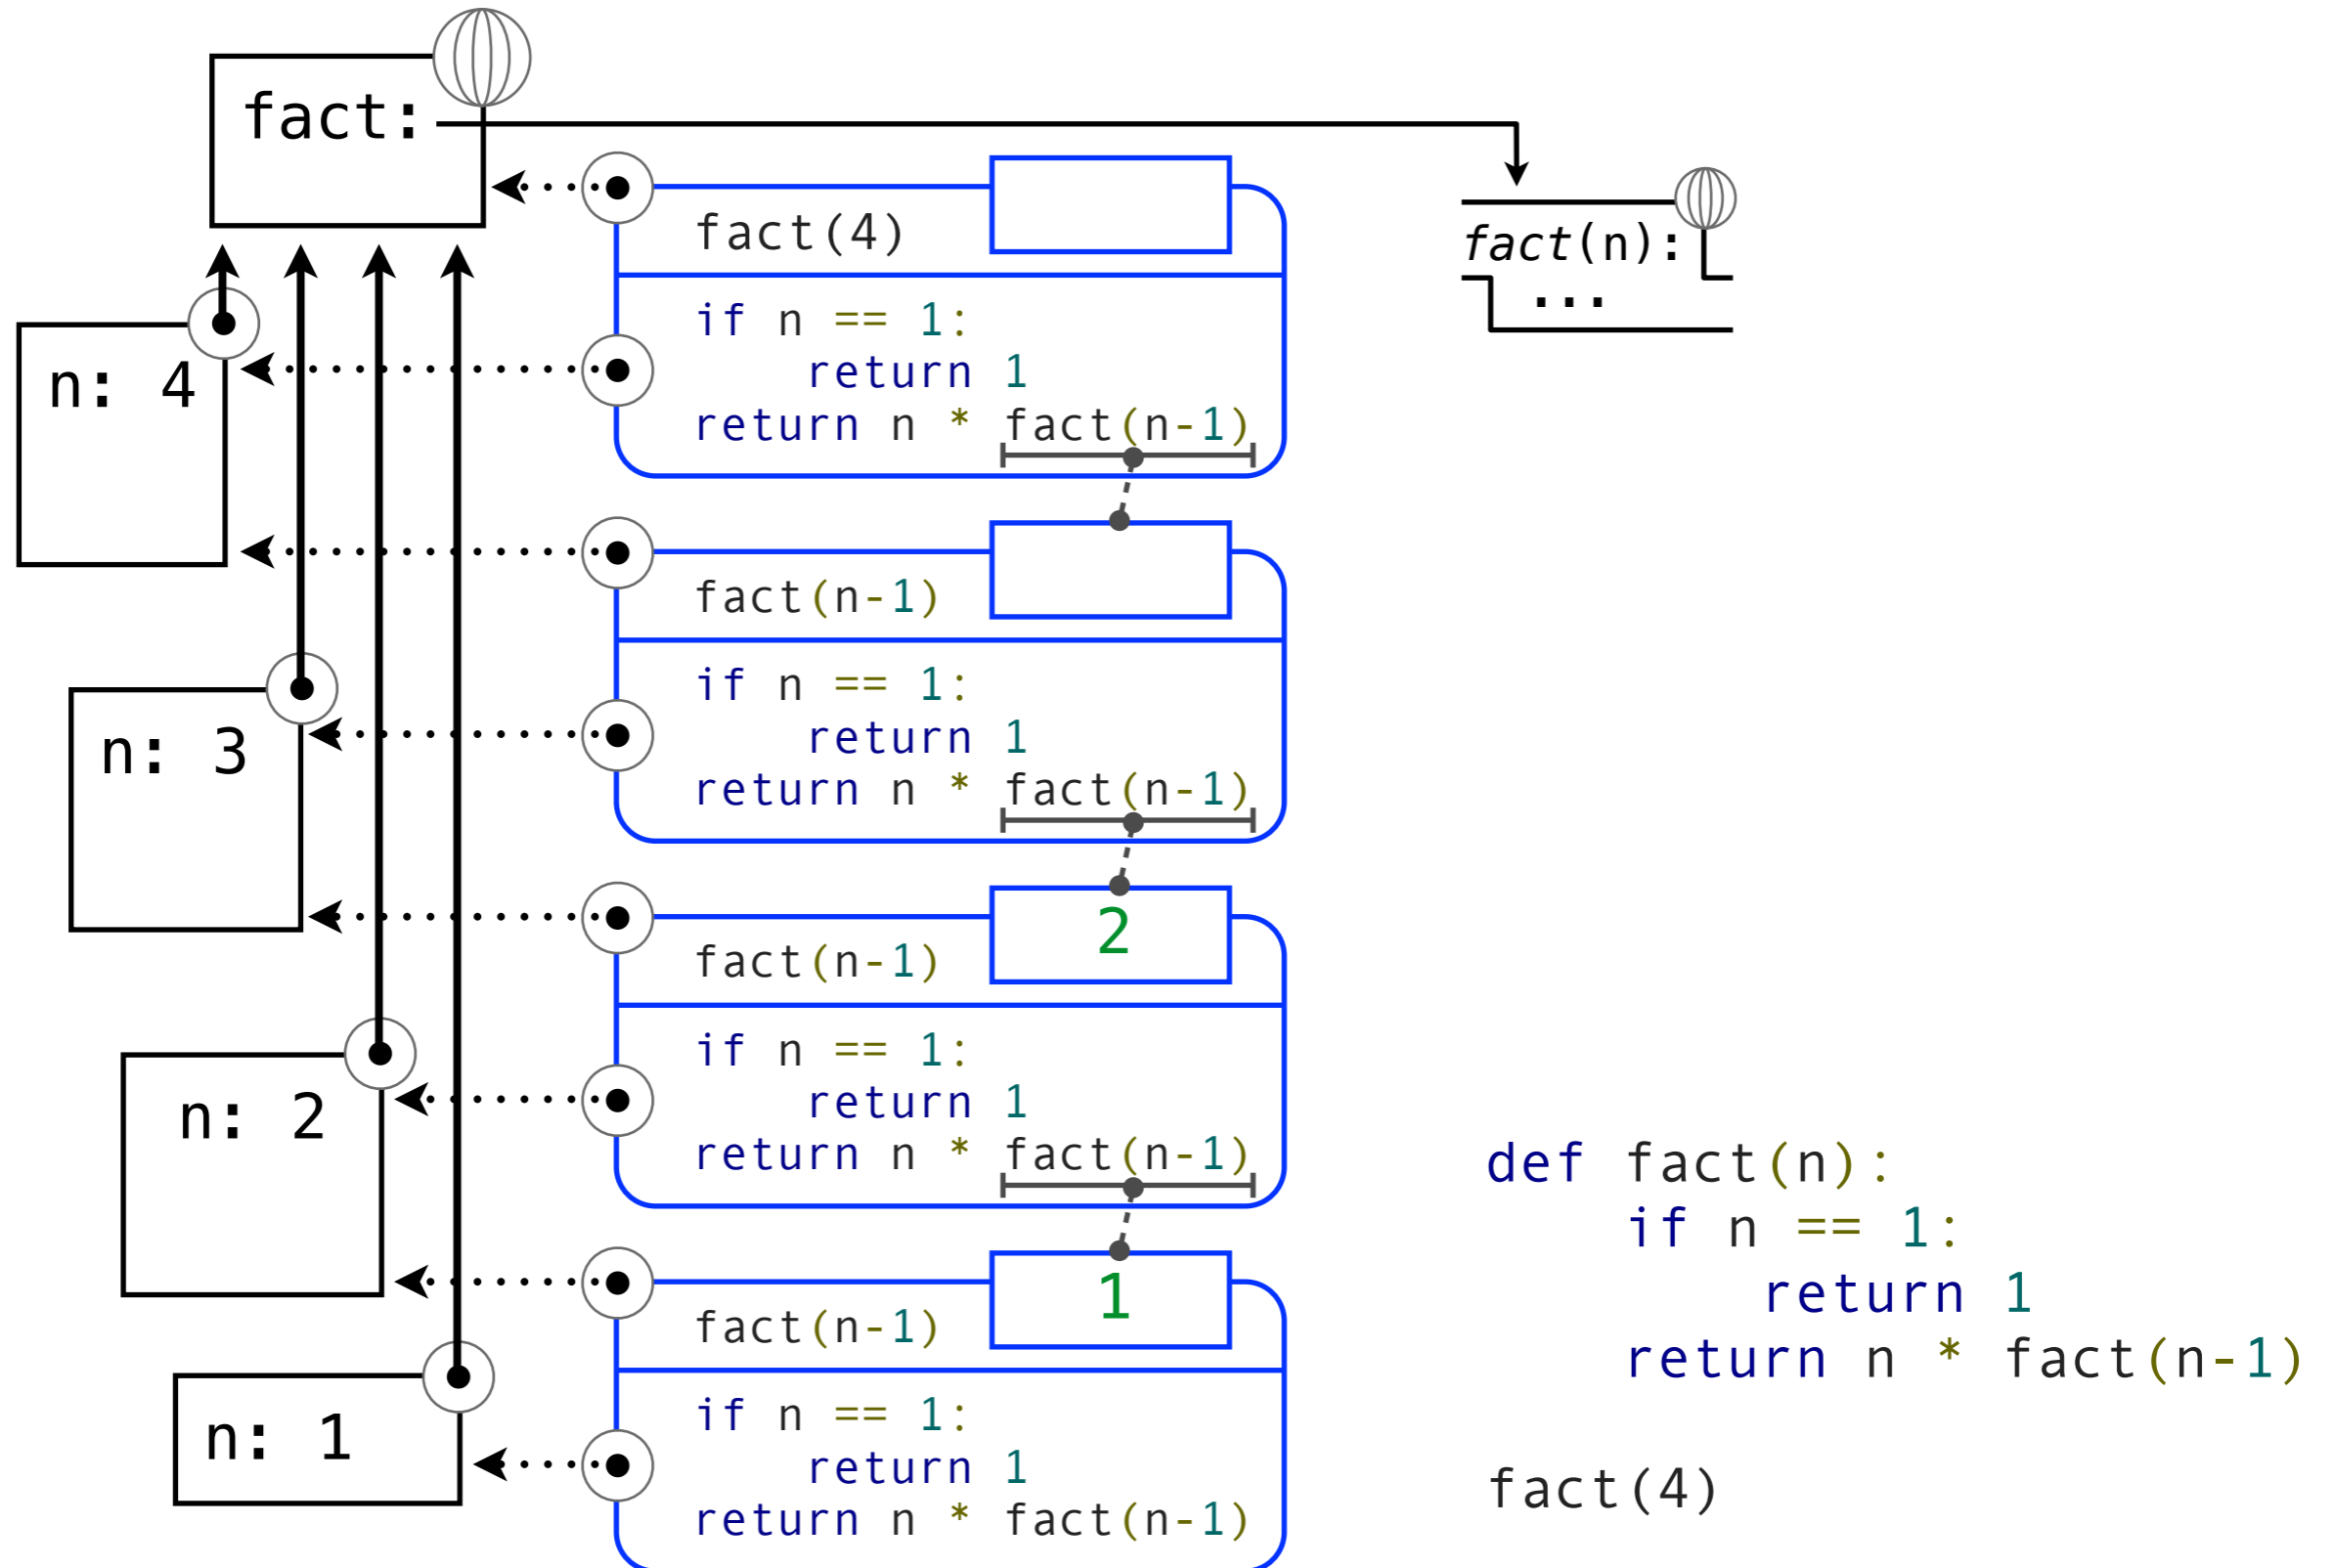 fact:
fact(n):
...
n: 4
fact(4)
if n == 1:
    return 1
return n * fact(n-1)
n: 3
fact(n-1)
if n == 1:
    return 1
return n * fact(n-1)
n: 2
fact(n-1)
2
if n == 1:
    return 1
return n * fact(n-1)
n: 1
fact(n-1)
1
if n == 1:
    return 1
return n * fact(n-1)
def fact(n):
    if n == 1:
        return 1
    return n * fact(n-1)
fact(4)